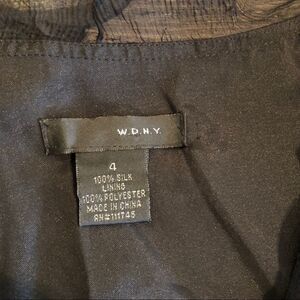 W.D.N.Y.
4
100% SILK
LINING
100% POLYESTER
MADE IN CHINA
RN#111745